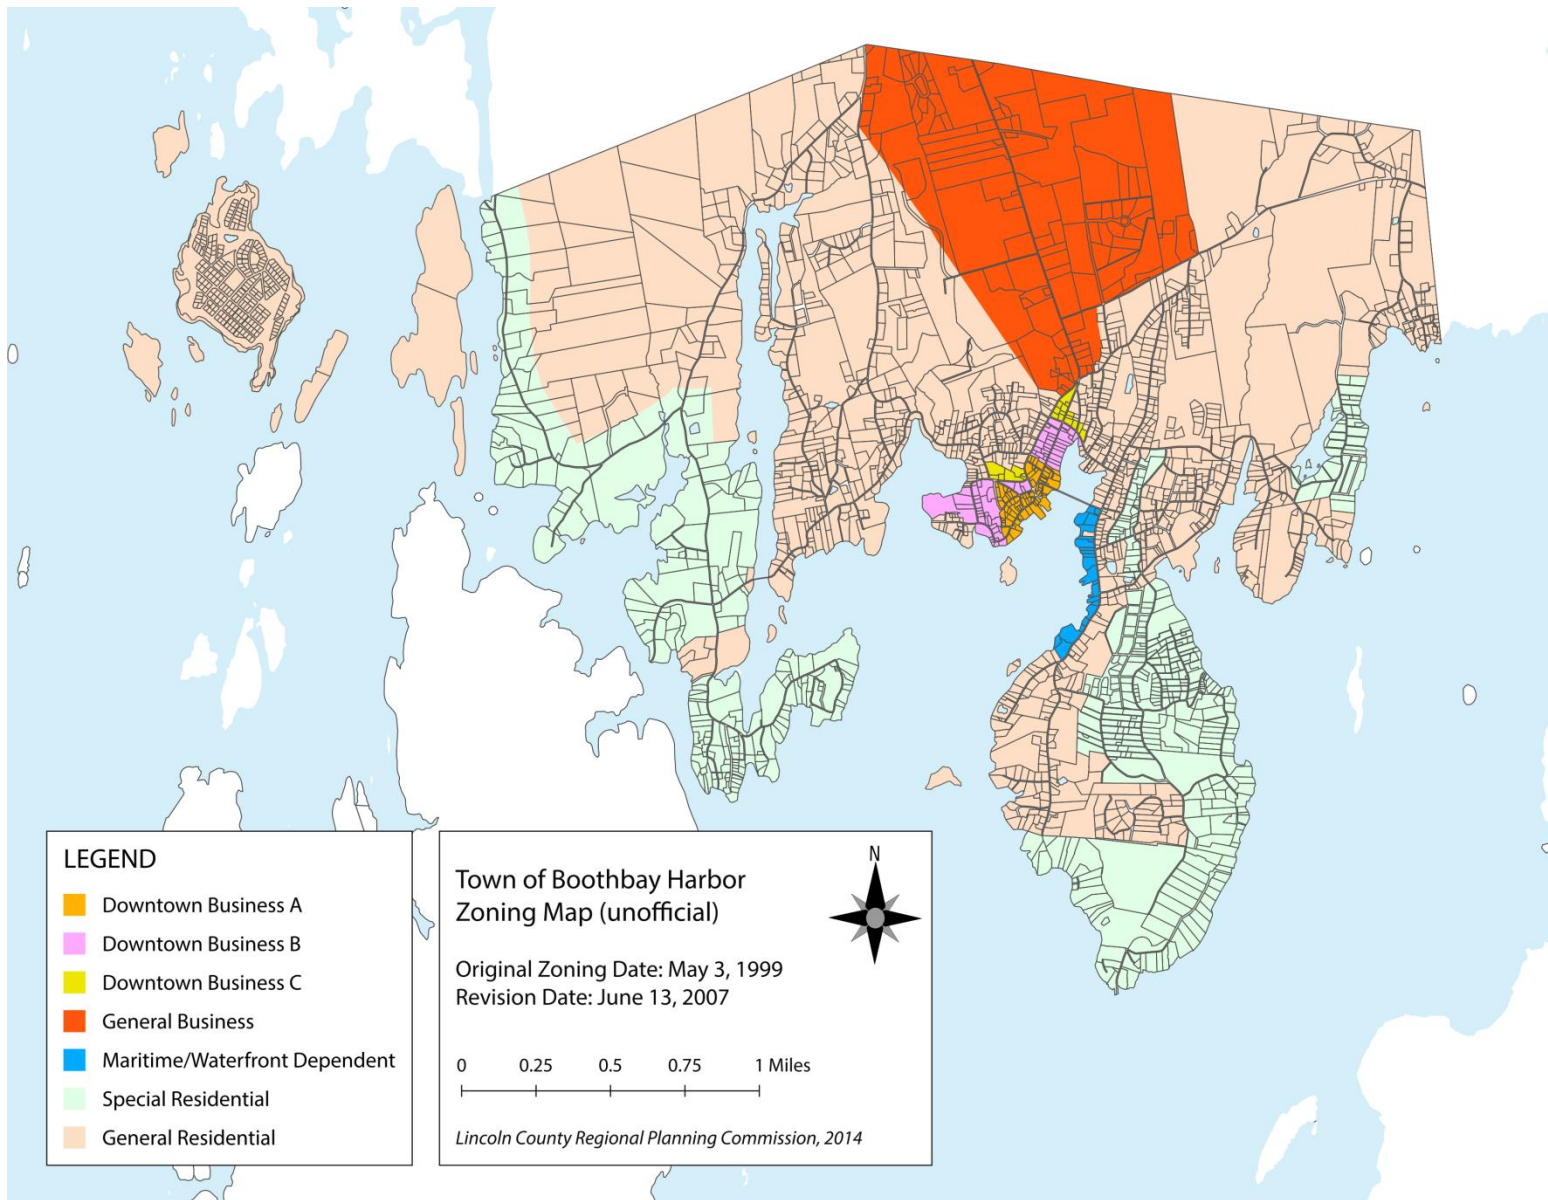 LEGEND
Downtown Business A
Downtown Business B
Downtown Business C
General Business
Maritime/Waterfront Dependent
Special Residential
General Residential
Town of Boothbay Harbor
Zoning Map (unofficial)
N
Original Zoning Date: May 3, 1999
Revision Date: June 13, 2007
0 0.25 0.5 0.75 1 Miles
Lincoln County Regional Planning Commission, 2014